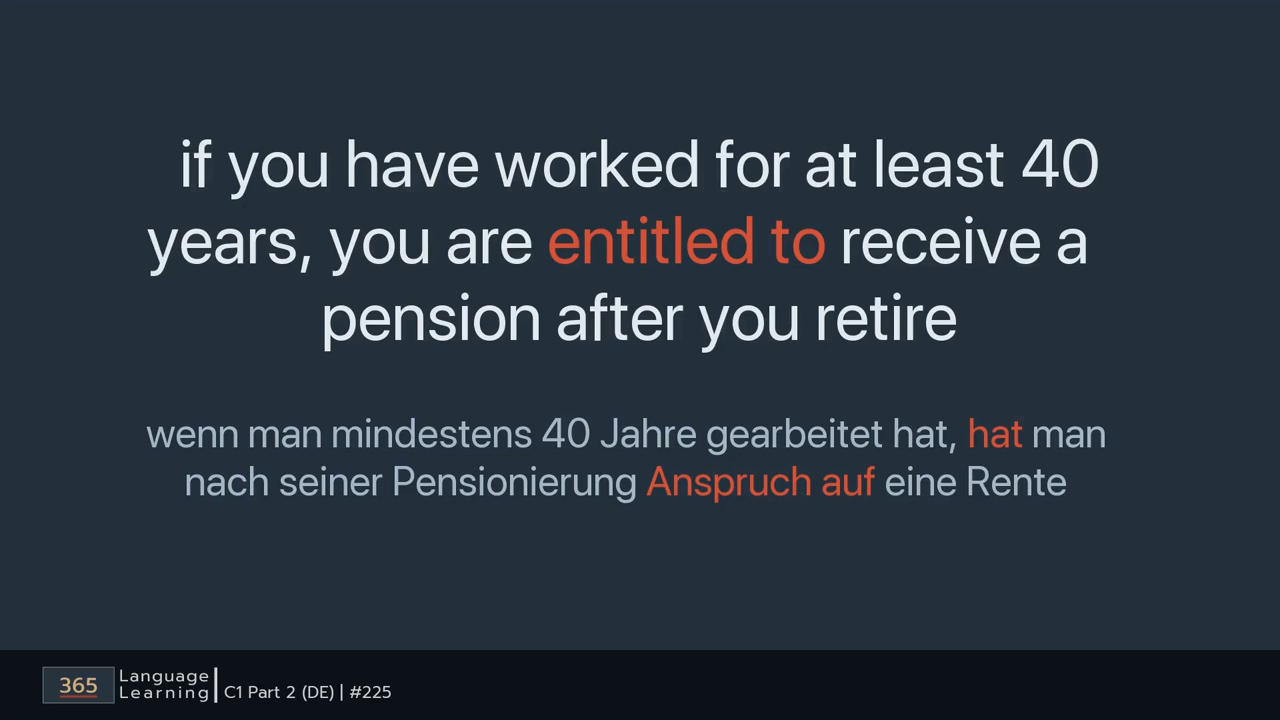 if you have worked for at least 40
years, you are entitled to receive a
pension after you retire
wenn man mindestens 40 Jahre gearbeitet hat, hat man
nach seiner Pensionierung Anspruch auf eine Rente
365
Language
Learning
C1 Part 2 (DE) | #225